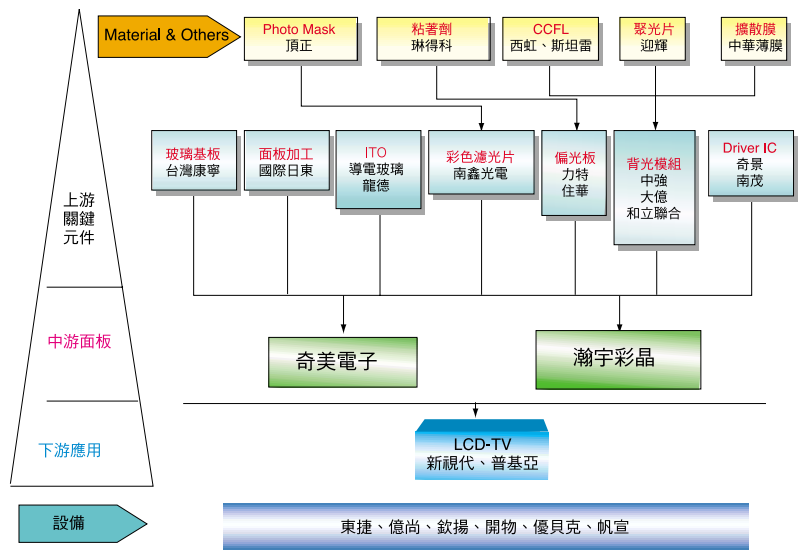 Material & Others
Photo Mask
頂正
粘著劑
琳得科
CCFL
西虹、斯坦雷
聚光片
迎輝
擴散膜
中華薄膜
玻璃基板
台灣康寧
面板加工
國際日東
ITO
導電玻璃
龍德
彩色濾光片
南鑫光電
偏光板
力特
住華
背光模組
中強
大億
和立聯合
Driver IC
奇景
南茂
上游
關鍵
元件
中游面板
奇美電子
瀚宇彩晶
下游應用
LCD-TV
新視代、普基亞
設備
東捷、億尚、欽揚、開物、優貝克、帆宣